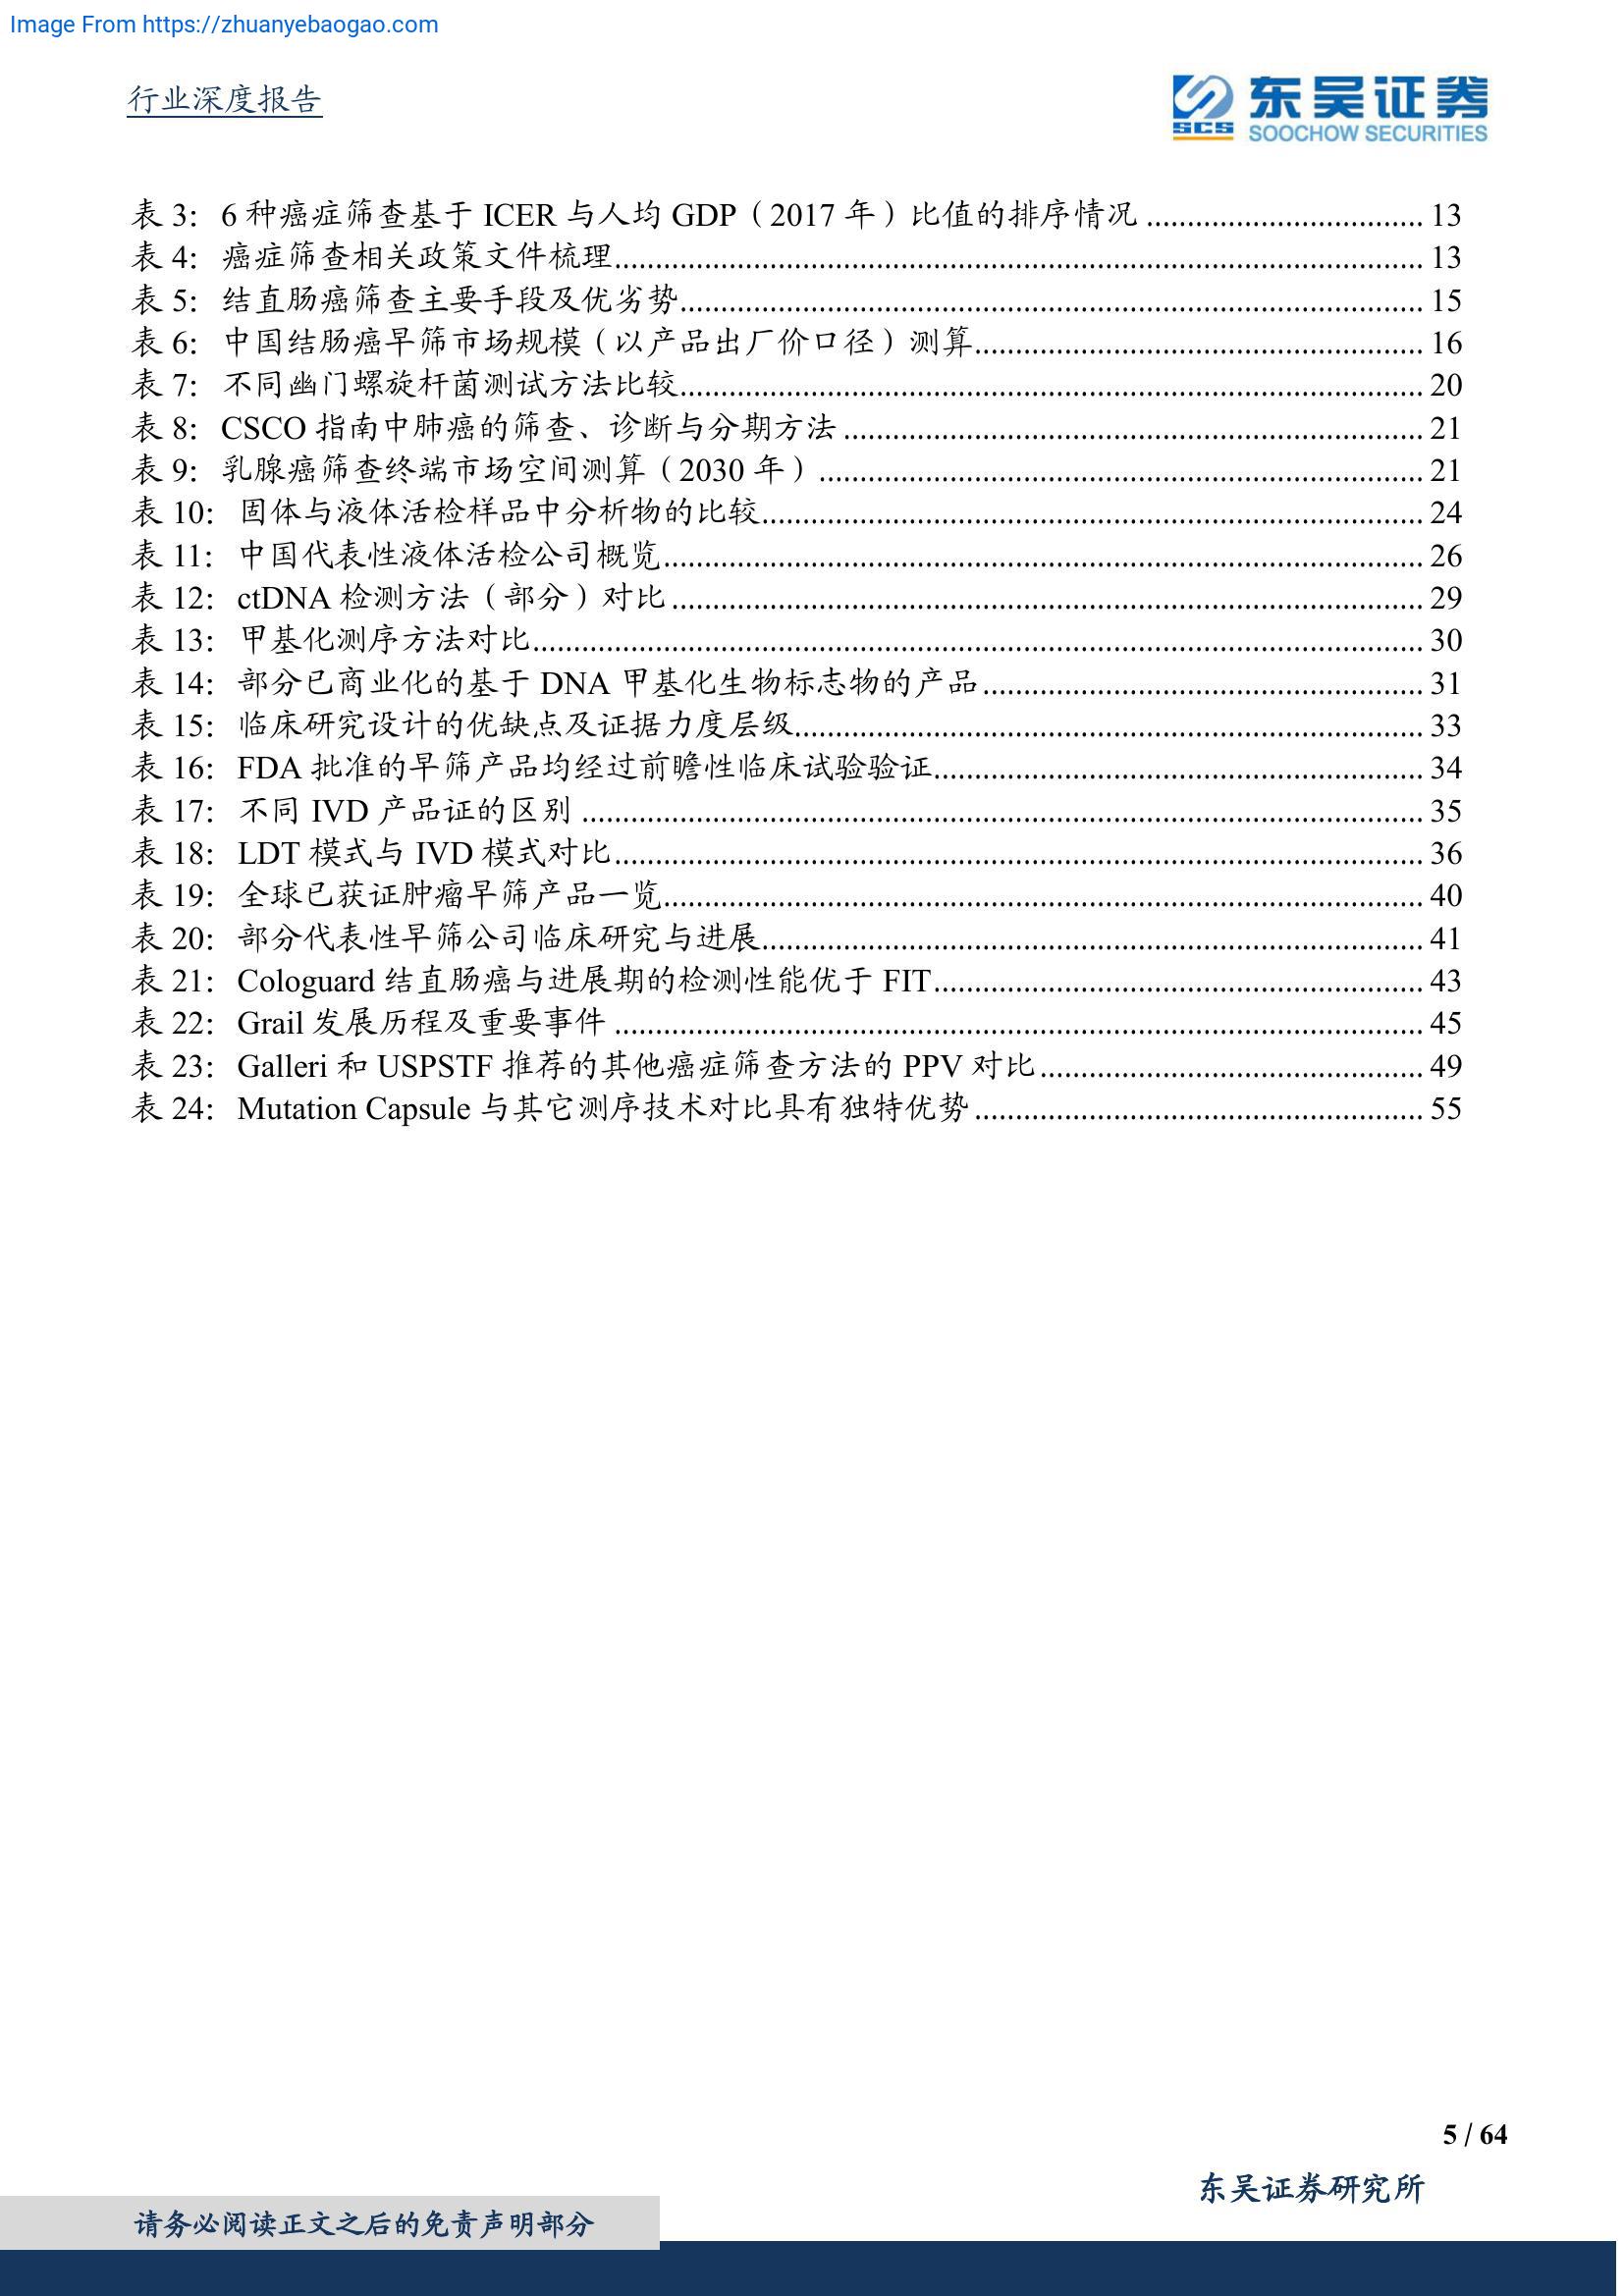 Image From https://zhuanyebaogao.com
行业深度报告
SCS
东吴证券
SOOCHOW SECURITIES
表 3: 6 种癌症筛查基于 ICER 与人均 GDP（2017 年）比值的排序情况 .................................. 13
表 4: 癌症筛查相关政策文件梳理.................................................................................................... 13
表 5: 结直肠癌筛查主要手段及优劣势............................................................................................ 15
表 6: 中国结肠癌早筛市场规模（以产品出厂价口径）测算....................................................... 16
表 7: 不同幽门螺旋杆菌测试方法比较............................................................................................ 20
表 8: CSCO 指南中肺癌的筛查、诊断与分期方法 ....................................................................... 21
表 9: 乳腺癌筛查终端市场空间测算（2030 年） .......................................................................... 21
表 10: 固体与液体活检样品中分析物的比较................................................................................. 24
表 11: 中国代表性液体活检公司概览............................................................................................. 26
表 12: ctDNA 检测方法（部分）对比 ............................................................................................ 29
表 13: 甲基化测序方法对比............................................................................................................. 30
表 14: 部分已商业化的基于 DNA 甲基化生物标志物的产品 ...................................................... 31
表 15: 临床研究设计的优缺点及证据力度层级............................................................................. 33
表 16: FDA 批准的早筛产品均经过前瞻性临床试验验证............................................................ 34
表 17: 不同 IVD 产品证的区别 ....................................................................................................... 35
表 18: LDT 模式与 IVD 模式对比................................................................................................... 36
表 19: 全球已获证肿瘤早筛产品一览............................................................................................. 40
表 20: 部分代表性早筛公司临床研究与进展................................................................................. 41
表 21: Cologuard 结直肠癌与进展期的检测性能优于 FIT............................................................ 43
表 22: Grail 发展历程及重要事件 ................................................................................................... 45
表 23: Galleri 和 USPSTF 推荐的其他癌症筛查方法的 PPV 对比............................................... 49
表 24: Mutation Capsule 与其它测序技术对比具有独特优势 ....................................................... 55
5 / 64
东吴证券研究所
请务必阅读正文之后的免责声明部分